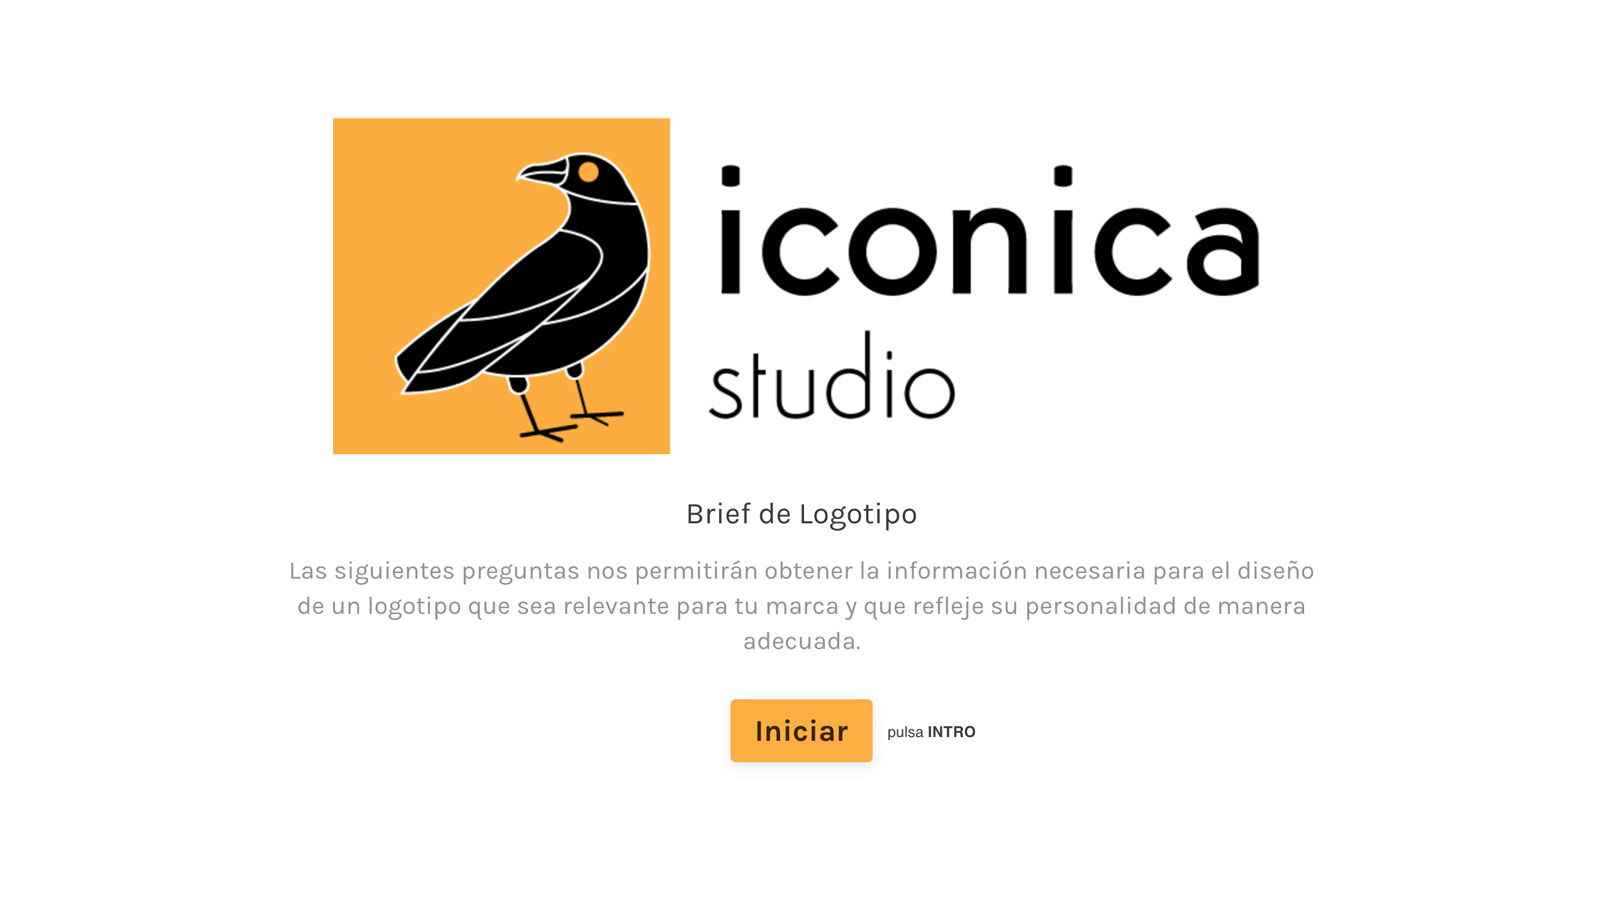 iconica
studio
Brief de Logotipo
Las siguientes preguntas nos permitirán obtener la información necesaria para el diseño
de un logotipo que sea relevante para tu marca y que refleje su personalidad de manera
adecuada.
Iniciar pulsa INTRO